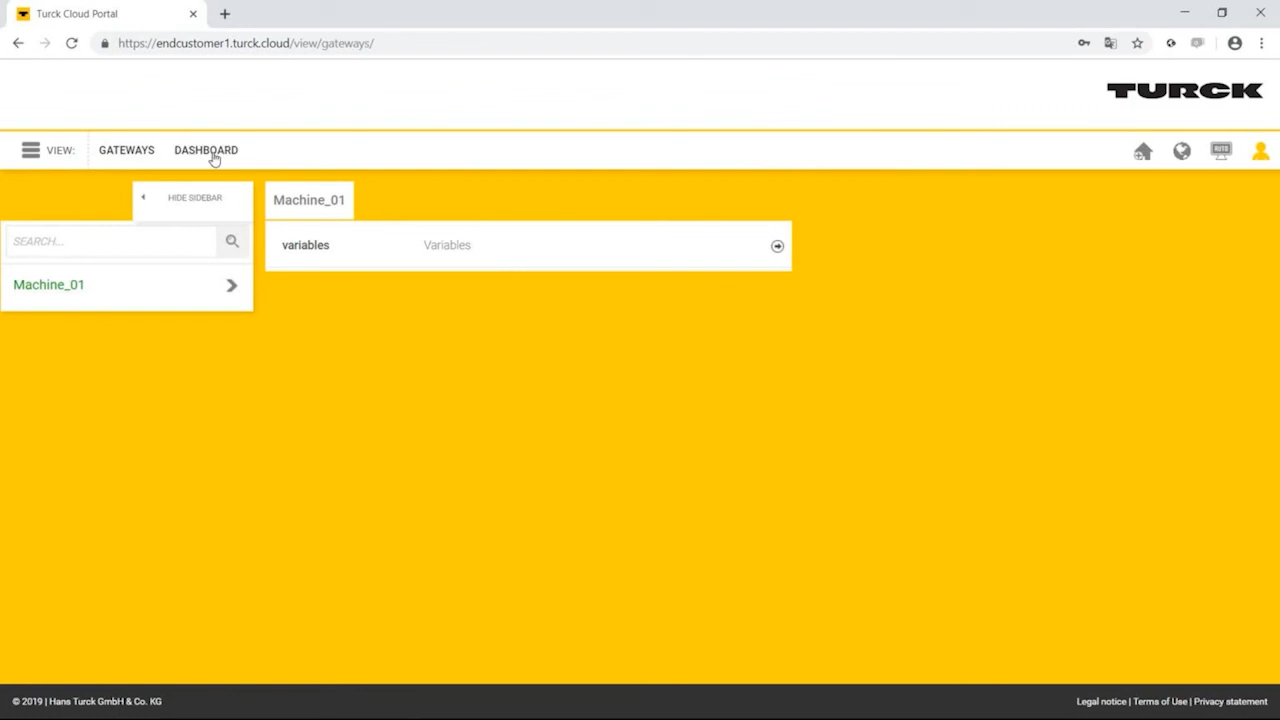 Turck Cloud Portal
https://endcustomer1.turck.cloud/view/gateways/
TURCK
VIEW: GATEWAYS DASHBOARD
AUTO
HIDE SIDEBAR
Machine_01
SEARCH...
variables Variables
Machine_01
© 2019 | Hans Turck GmbH & Co. KG
Legal notice | Terms of Use | Privacy statement